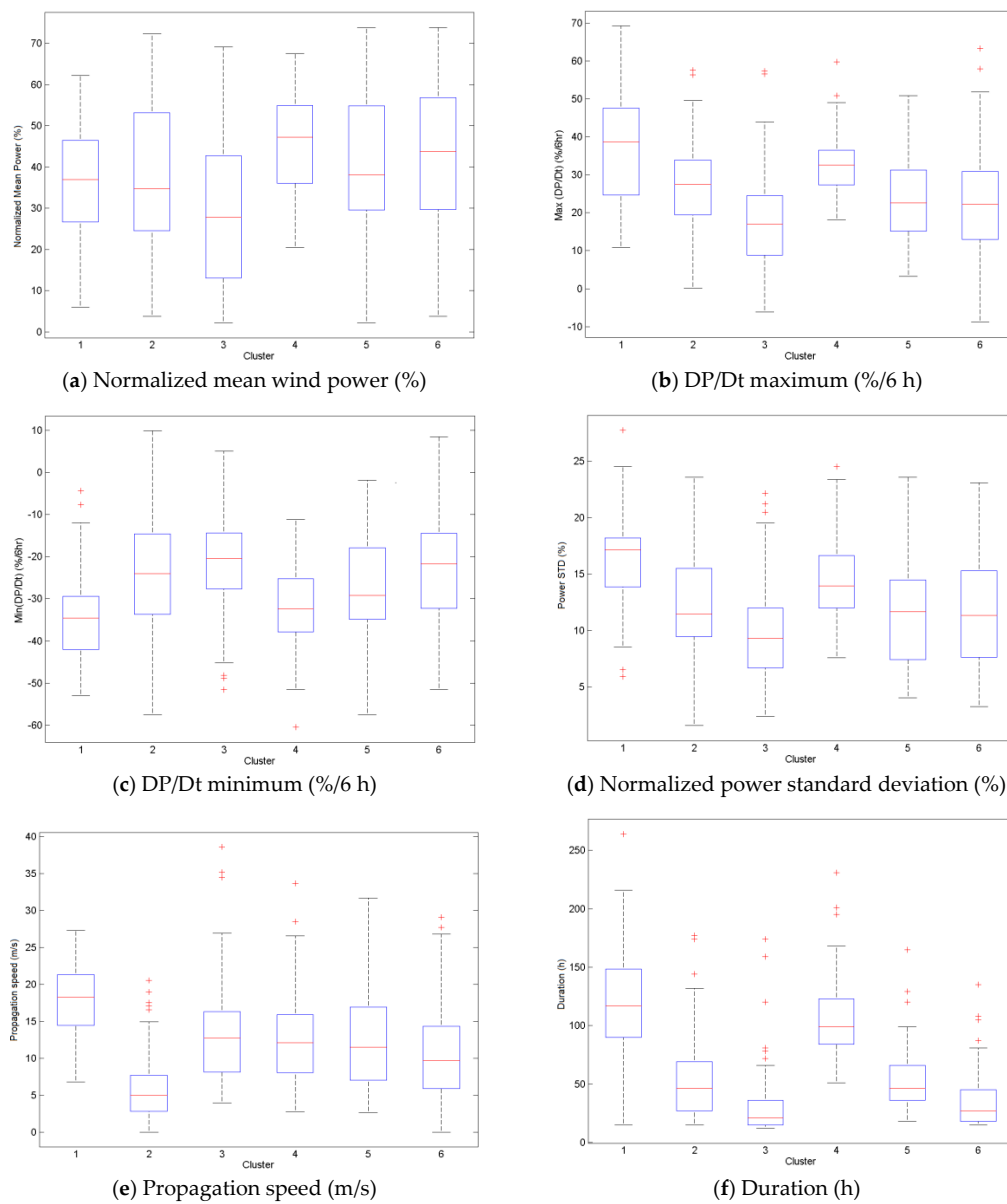 70
60
50
40
30
20
10
0
Normalized Mean Power (%)
1 2 3 4 5 6
Cluster
(a) Normalized mean wind power (%)
70
60
50
40
30
20
10
0
-10
Max (DP/Dt) (%/6hr)
1 2 3 4 5 6
Cluster
(b) DP/Dt maximum (%/6 h)
10
0
-10
-20
-30
-40
-50
-60
Min(DP/Dt) (%/6hr)
1 2 3 4 5 6
Cluster
(c) DP/Dt minimum (%/6 h)
25
20
15
10
5
Power STD (%)
1 2 3 4 5 6
Cluster
(d) Normalized power standard deviation (%)
40
35
30
25
20
15
10
5
0
Propagation speed (m/s)
1 2 3 4 5 6
Cluster
(e) Propagation speed (m/s)
250
200
150
100
50
0
Duration (h)
1 2 3 4 5 6
Cluster
(f) Duration (h)